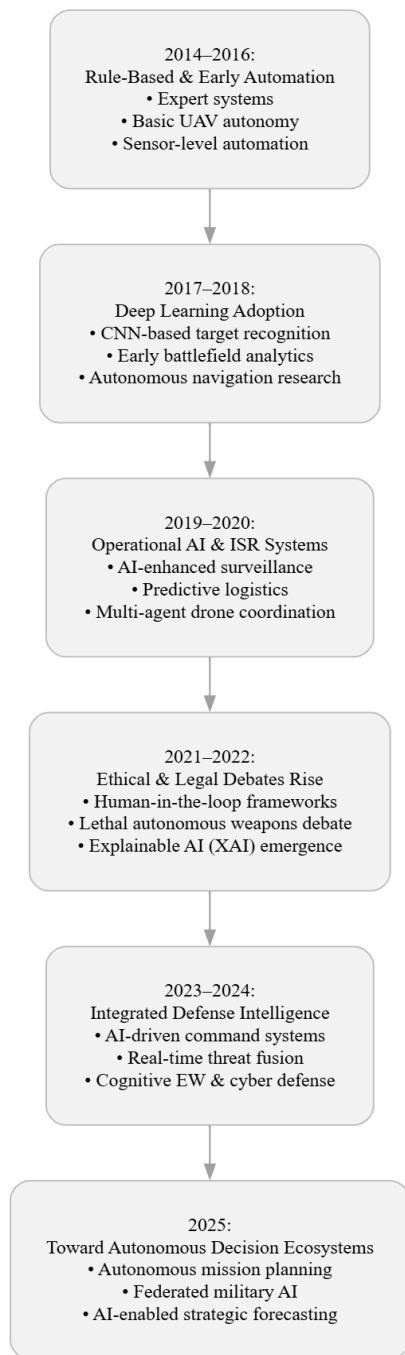 2014–2016:
Rule-Based & Early Automation
• Expert systems
• Basic UAV autonomy
• Sensor-level automation
2017–2018:
Deep Learning Adoption
• CNN-based target recognition
• Early battlefield analytics
• Autonomous navigation research
2019–2020:
Operational AI & ISR Systems
• AI-enhanced surveillance
• Predictive logistics
• Multi-agent drone coordination
2021–2022:
Ethical & Legal Debates Rise
• Human-in-the-loop frameworks
• Lethal autonomous weapons debate
• Explainable AI (XAI) emergence
2023–2024:
Integrated Defense Intelligence
• AI-driven command systems
• Real-time threat fusion
• Cognitive EW & cyber defense
2025:
Toward Autonomous Decision Ecosystems
• Autonomous mission planning
• Federated military AI
• AI-enabled strategic forecasting